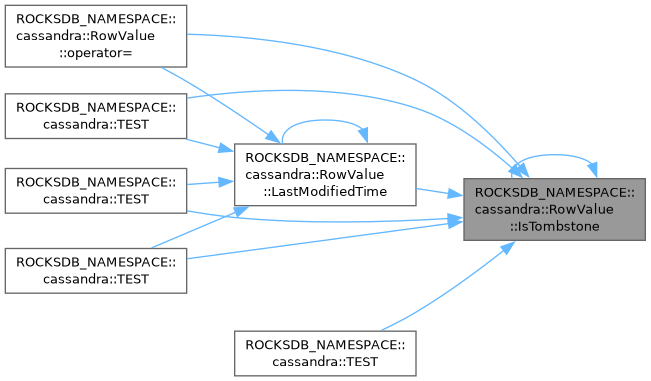 ROCKSDB_NAMESPACE::
cassandra::RowValue
::operator=
ROCKSDB_NAMESPACE::
cassandra::TEST
ROCKSDB_NAMESPACE::
cassandra::TEST
ROCKSDB_NAMESPACE::
cassandra::TEST
ROCKSDB_NAMESPACE::
cassandra::RowValue
::LastModifiedTime
ROCKSDB_NAMESPACE::
cassandra::TEST
ROCKSDB_NAMESPACE::
cassandra::RowValue
::IsTombstone